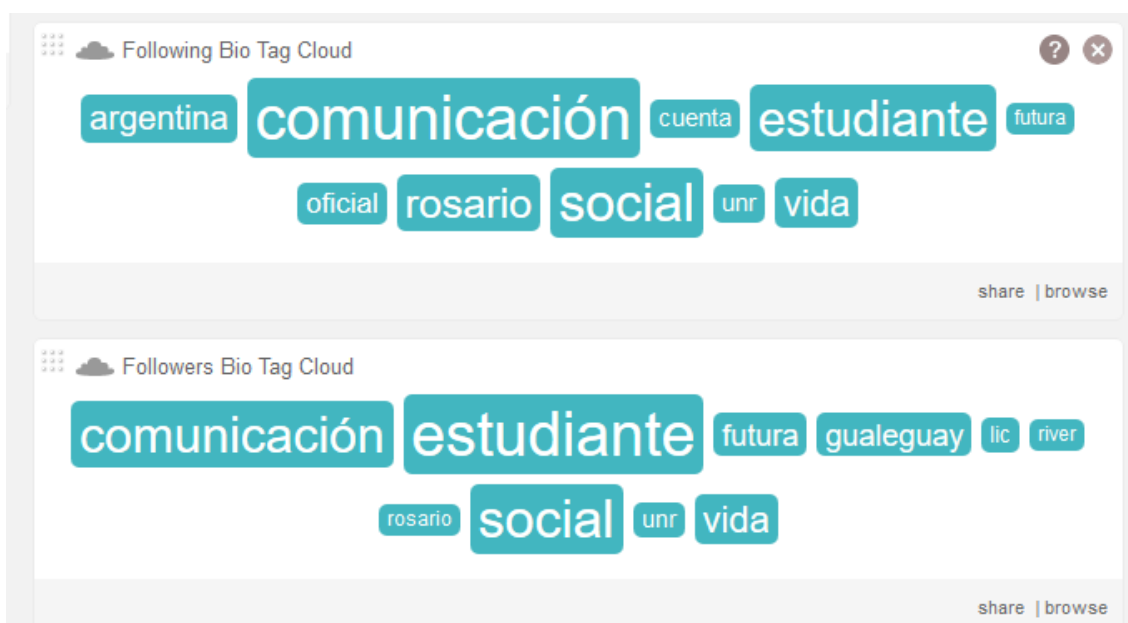 Following Bio Tag Cloud ? ×
argentina comunicación cuenta estudiante futura
oficial rosario social unr vida
share | browse
Followers Bio Tag Cloud
comunicación estudiante futura gualeguay lic river
rosario social unr vida
share | browse